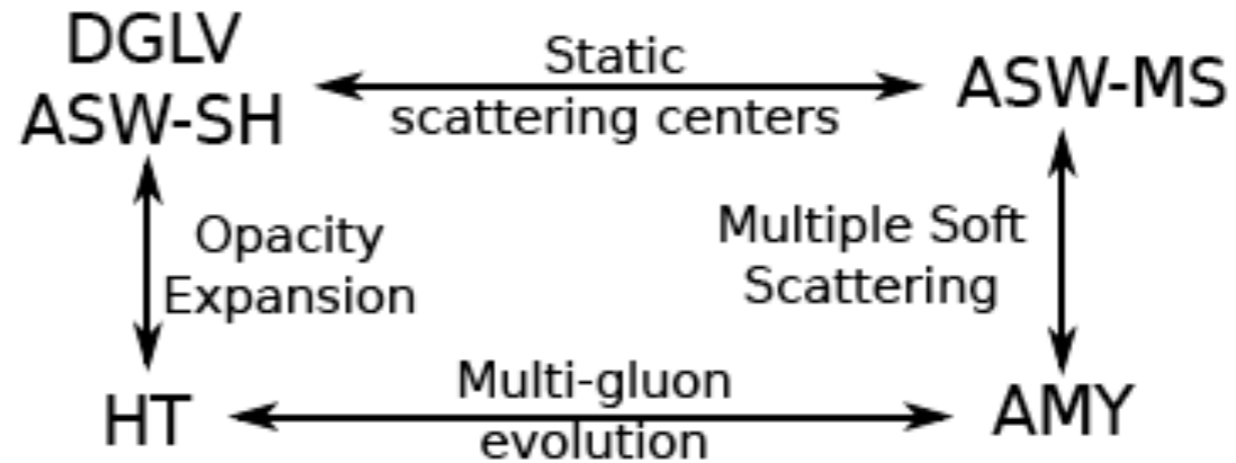 DGLV
ASW-SH
Static
scattering centers
ASW-MS
Opacity
Expansion
Multiple Soft
Scattering
HT
Multi-gluon
evolution
AMY